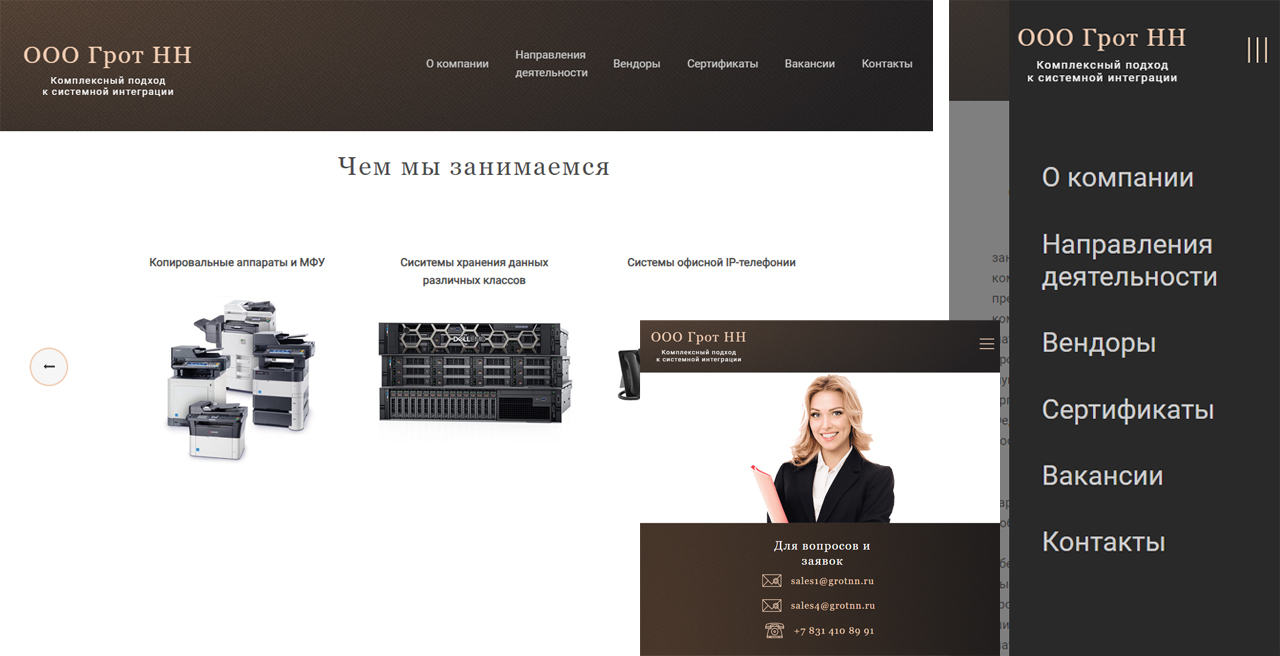 ООО Грот НН
Комплексный подход
к системной интеграции
О компании
Направления
деятельности
Вендоры
Сертификаты
Вакансии
Контакты
Чем мы занимаемся
Копировальные аппараты и МФУ
Сиситемы хранения данных
различных классов
Системы офисной IP-телефонии
DELL
ООО Грот НН
Комплексный подход
к системной интеграции
Для вопросов и
заявок
sales1@grotnn.ru
sales4@grotnn.ru
+7 831 410 89 91
ООО Грот НН
Комплексный подход
к системной интеграции
О компании
Направления
деятельности
Вендоры
Сертификаты
Вакансии
Контакты